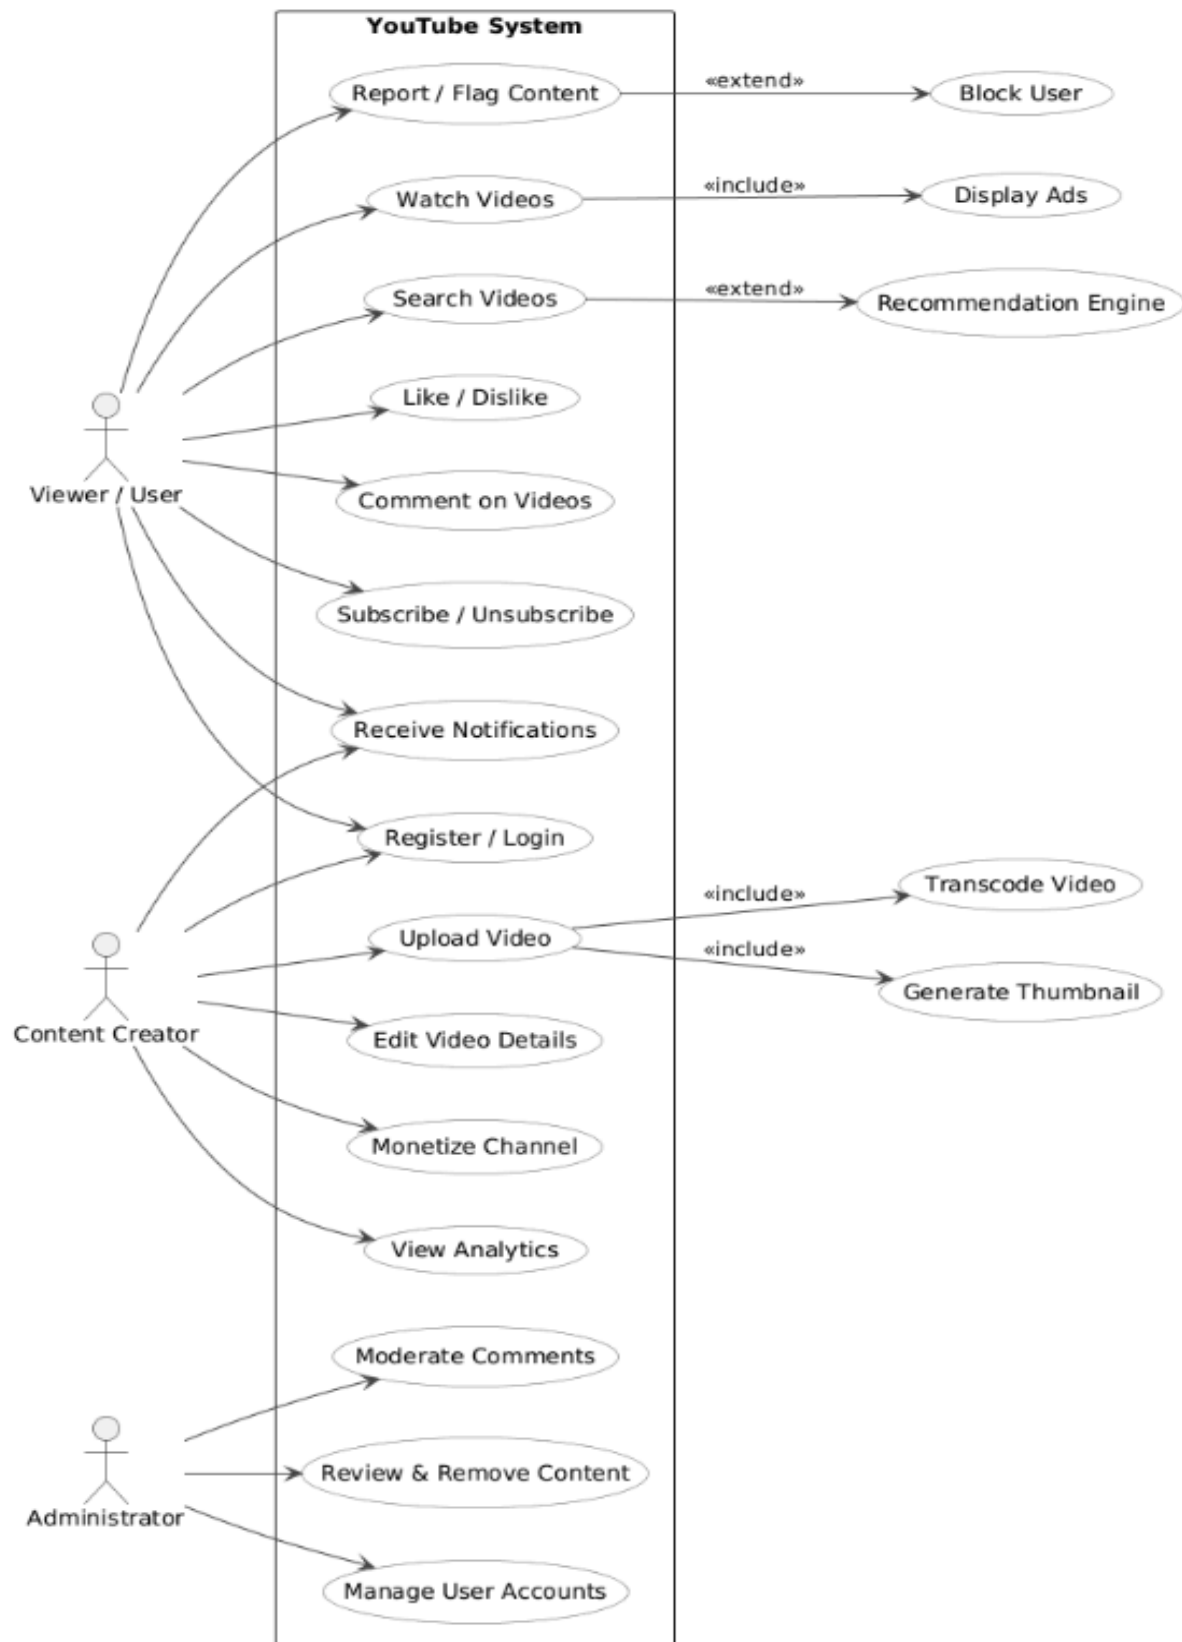 YouTube System
Report / Flag Content
«extend»
Block User
Watch Videos
«include»
Display Ads
Search Videos
«extend»
Recommendation Engine
Like / Dislike
Comment on Videos
Viewer / User
Subscribe / Unsubscribe
Receive Notifications
Register / Login
Upload Video
«include»
Transcode Video
«include»
Generate Thumbnail
Content Creator
Edit Video Details
Monetize Channel
View Analytics
Moderate Comments
Review & Remove Content
Administrator
Manage User Accounts